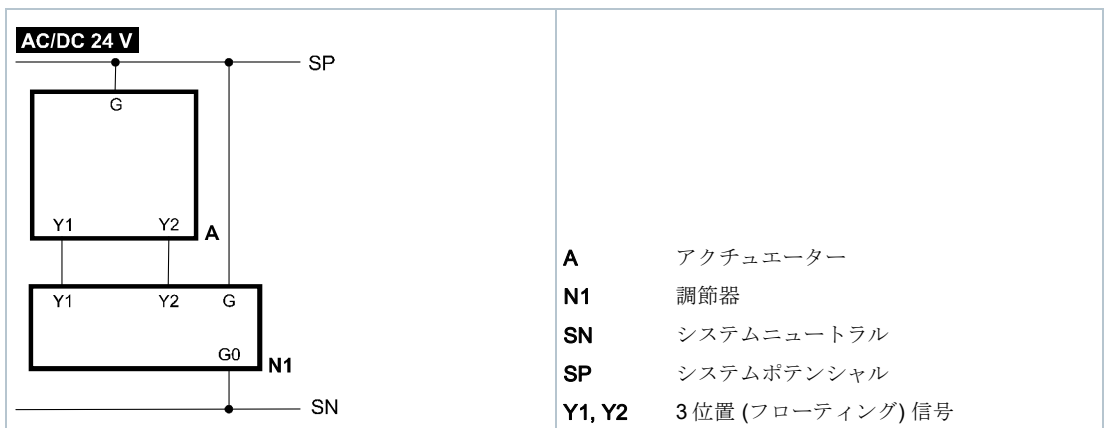 AC/DC 24 V
SP
G
Y1 Y2
A
Y1 Y2 G
G0
N1
SN
A アクチュエーター
N1 調節器
SN システムニュートラル
SP システムポテンシャル
Y1, Y2 3 位置 (フローティング) 信号